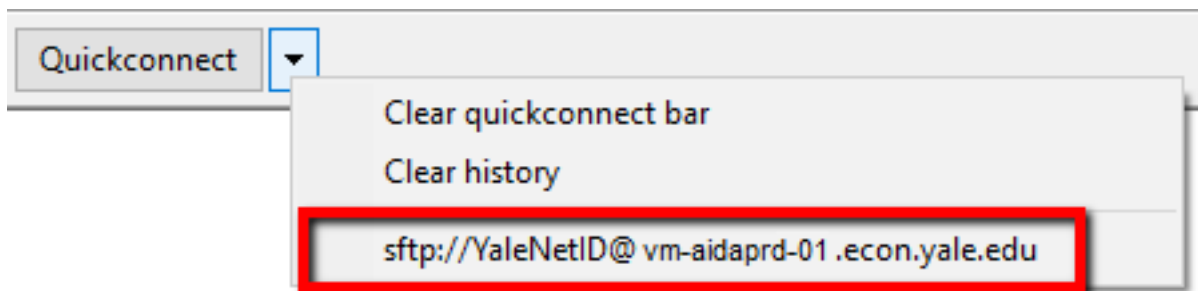 Quickconnect
Clear quickconnect bar
Clear history
sftp://YaleNetID@ vm-aidaprd-01 .econ.yale.edu